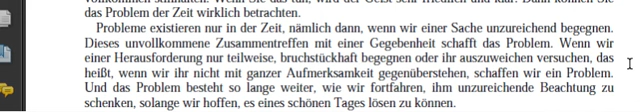 das Problem der Zeit wirklich betrachten.
Probleme existieren nur in der Zeit, nämlich dann, wenn wir einer Sache unzureichend begegnen.
Dieses unvollkommene Zusammentreffen mit einer Gegebenheit schafft das Problem. Wenn wir
einer Herausforderung nur teilweise, bruchstückhaft begegnen oder ihr auszuweichen versuchen, das
heißt, wenn wir ihr nicht mit ganzer Aufmerksamkeit gegenüberstehen, schaffen wir ein Problem.
Und das Problem besteht so lange weiter, wie wir fortfahren, ihm unzureichende Beachtung zu
schenken, solange wir hoffen, es eines schönen Tages lösen zu können.